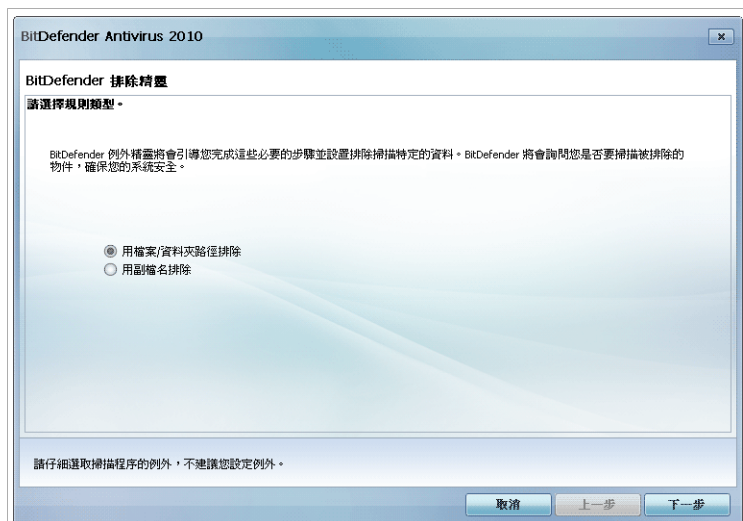 BitDefender Antivirus 2010
BitDefender 排除精靈
請選擇規則類型。
BitDefender 例外精靈將會引導您完成這些必要的步驟並設置排除掃描特定的資料。BitDefender 將會詢問您是否要掃描被排除的
物件，確保您的系統安全。
用檔案/資料夾路徑排除
用副檔名排除
請仔細選取掃描程序的例外，不建議您設定例外。
取消
上一步
下一步